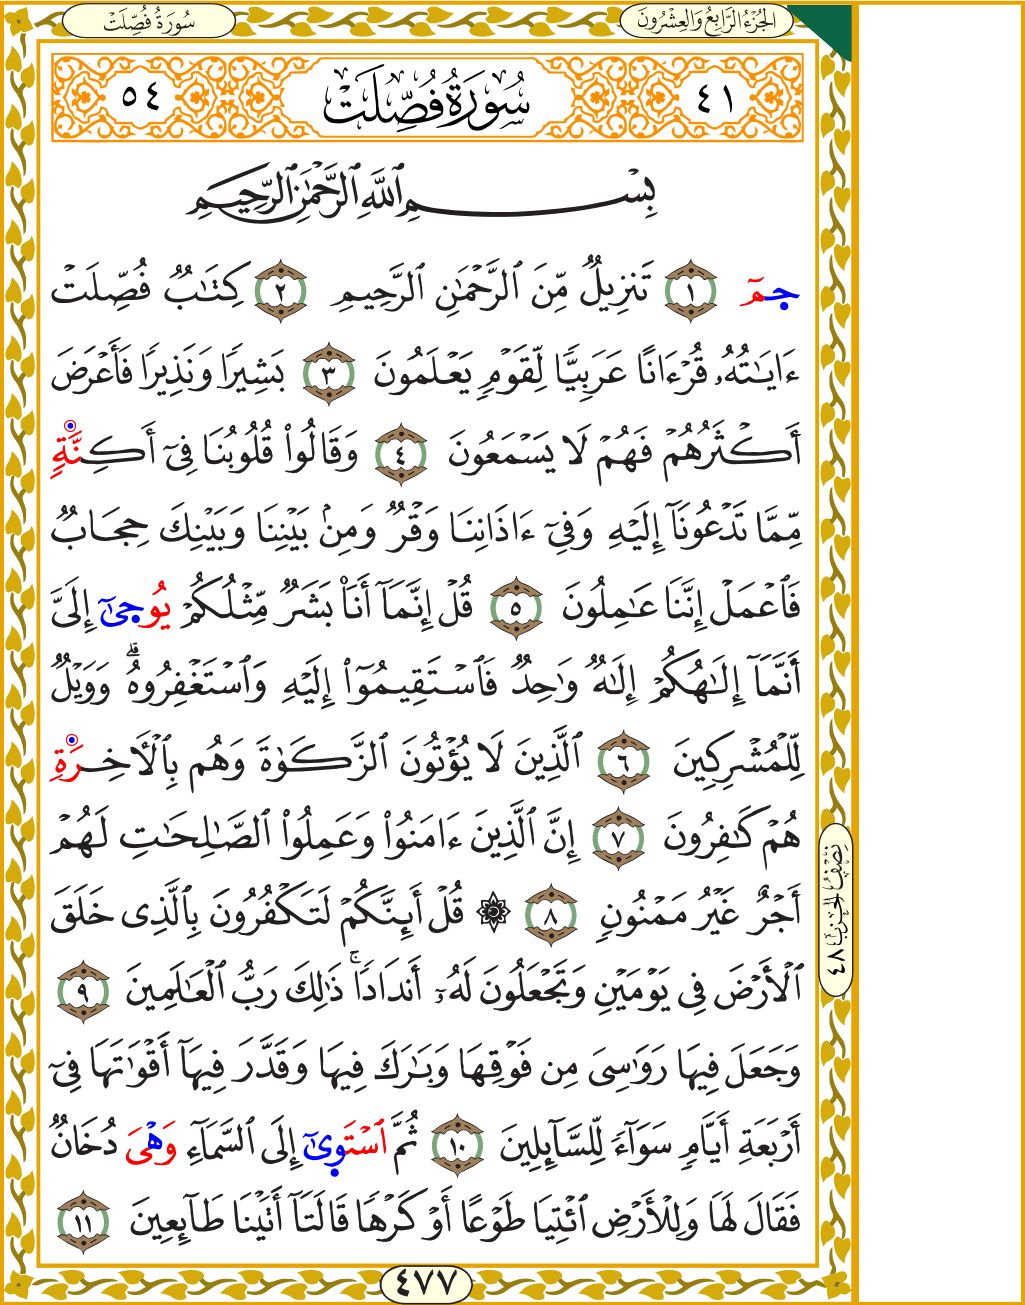 سُورَةُ فُصِّلَتْ
الجُزْءُ الرَّابِعُ وَالعِشْرُونَ
٤١ سُورَةُ فُصِّلَتْ ٥٤
بِسْمِ ٱللَّهِ ٱلرَّحْمَٰنِ ٱلرَّحِيمِ
حمٓ ١ تَنزِيلٌ مِّنَ ٱلرَّحْمَٰنِ ٱلرَّحِيمِ ٢ كِتَٰبٌ فُصِّلَتْ
ءَايَٰتُهُۥ قُرْءَانًا عَرَبِيًّا لِّقَوْمٍ يَعْلَمُونَ ٣ بَشِيرًا وَنَذِيرًا فَأَعْرَضَ
أَكْثَرُهُمْ فَهُمْ لَا يَسْمَعُونَ ٤ وَقَالُوا۟ قُلُوبُنَا فِىٓ أَكِنَّةٍ
مِّمَّا تَدْعُونَآ إِلَيْهِ وَفِىٓ ءَاذَانِنَا وَقْرٌ وَمِنۢ بَيْنِنَا وَبَيْنِكَ حِجَابٌ
فَٱعْمَلْ إِنَّنَا عَٰمِلُونَ ٥ قُلْ إِنَّمَآ أَنَا۠ بَشَرٌ مِّثْلُكُمْ يُوحَىٰٓ إِلَىَّ
أَنَّمَآ إِلَٰهُكُمْ إِلَٰهٌ وَٰحِدٌ فَٱسْتَقِيمُوٓا۟ إِلَيْهِ وَٱسْتَغْفِرُوهُ ۗ وَوَيْلٌ
لِّلْمُشْرِكِينَ ٦ ٱلَّذِينَ لَا يُؤْتُونَ ٱلزَّكَوٰةَ وَهُم بِٱلْأَخِرَةِ
هُمْ كَٰفِرُونَ ٧ إِنَّ ٱلَّذِينَ ءَامَنُوا۟ وَعَمِلُوا۟ ٱلصَّٰلِحَٰتِ لَهُمْ
أَجْرٌ غَيْرُ مَمْنُونٍ ٨ ۞ قُلْ أَئِنَّكُمْ لَتَكْفُرُونَ بِٱلَّذِى خَلَقَ
ٱلْأَرْضَ فِى يَوْمَيْنِ وَتَجْعَلُونَ لَهُۥٓ أَندَادًا ۚ ذَٰلِكَ رَبُّ ٱلْعَٰلَمِينَ ٩
وَجَعَلَ فِيهَا رَوَٰسِىَ مِن فَوْقِهَا وَبَٰرَكَ فِيهَا وَقَدَّرَ فِيهَآ أَقْوَٰتَهَا فِىٓ
أَرْبَعَةِ أَيَّامٍ سَوَآءً لِّلسَّآئِلِينَ ١٠ ثُمَّ ٱسْتَوَىٰٓ إِلَى ٱلسَّمَآءِ وَهْىَ دُخَانٌ
فَقَالَ لَهَا وَلِلْأَرْضِ ٱئْتِيَا طَوْعًا أَوْ كَرْهًا قَالَتَآ أَتَيْنَا طَآئِعِينَ ١١
نِصْفُ الحِزْبِ ٤٨
٤٧٧